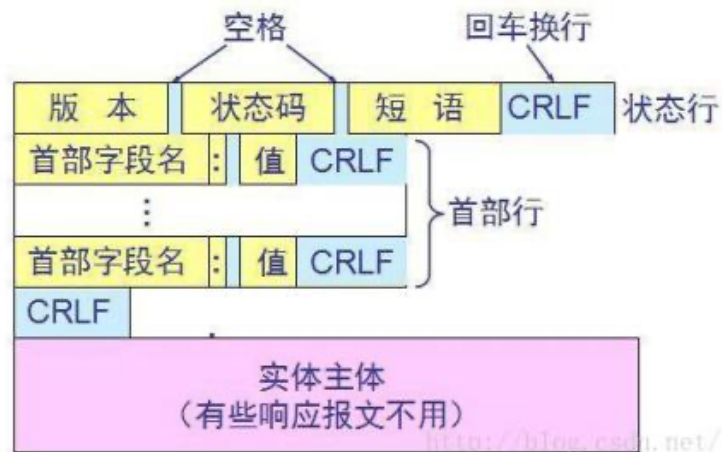 空格 回车换行
版 本 状态码 短 语 CRLF 状态行
首部字段名 : 值 CRLF
⋮ 首部行
首部字段名 : 值 CRLF
CRLF
实体主体
（有些响应报文不用）
http://blog.csdn.net/